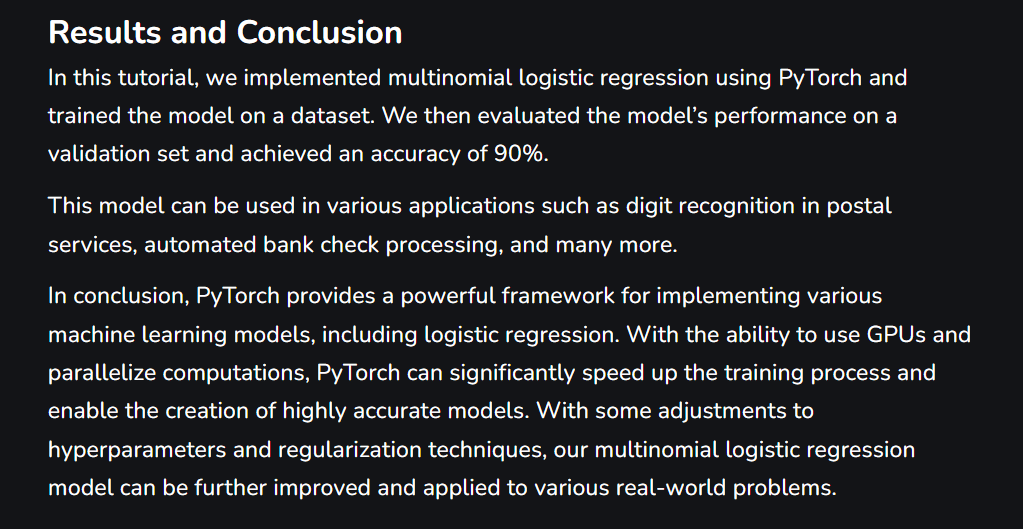 Results and Conclusion
In this tutorial, we implemented multinomial logistic regression using PyTorch and
trained the model on a dataset. We then evaluated the model’s performance on a
validation set and achieved an accuracy of 90%.
This model can be used in various applications such as digit recognition in postal
services, automated bank check processing, and many more.
In conclusion, PyTorch provides a powerful framework for implementing various
machine learning models, including logistic regression. With the ability to use GPUs and
parallelize computations, PyTorch can significantly speed up the training process and
enable the creation of highly accurate models. With some adjustments to
hyperparameters and regularization techniques, our multinomial logistic regression
model can be further improved and applied to various real-world problems.